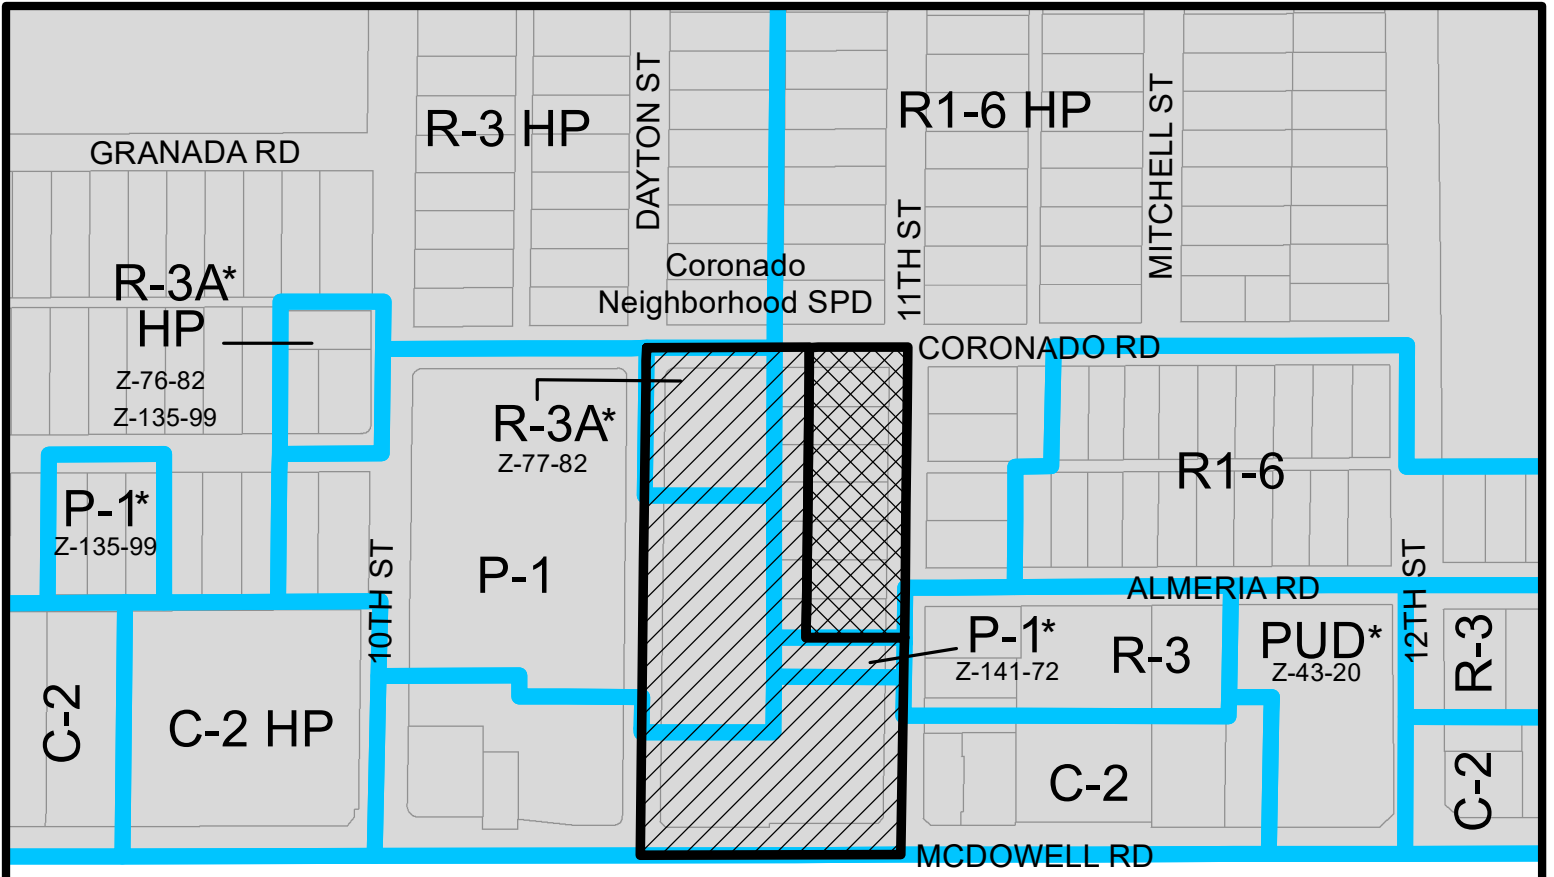 R-3 HP
DAYTON ST
R1-6 HP
MITCHELL ST
GRANADA RD
11TH ST
Coronado
Neighborhood SPD
R-3A*
HP
Z-76-82
Z-135-99
CORONADO RD
R-3A*
Z-77-82
R1-6
P-1*
Z-135-99
10TH ST
P-1
ALMERIA RD
12TH ST
P-1*
Z-141-72
R-3
PUD*
Z-43-20
R-3
C-2
C-2 HP
C-2
C-2
MCDOWELL RD